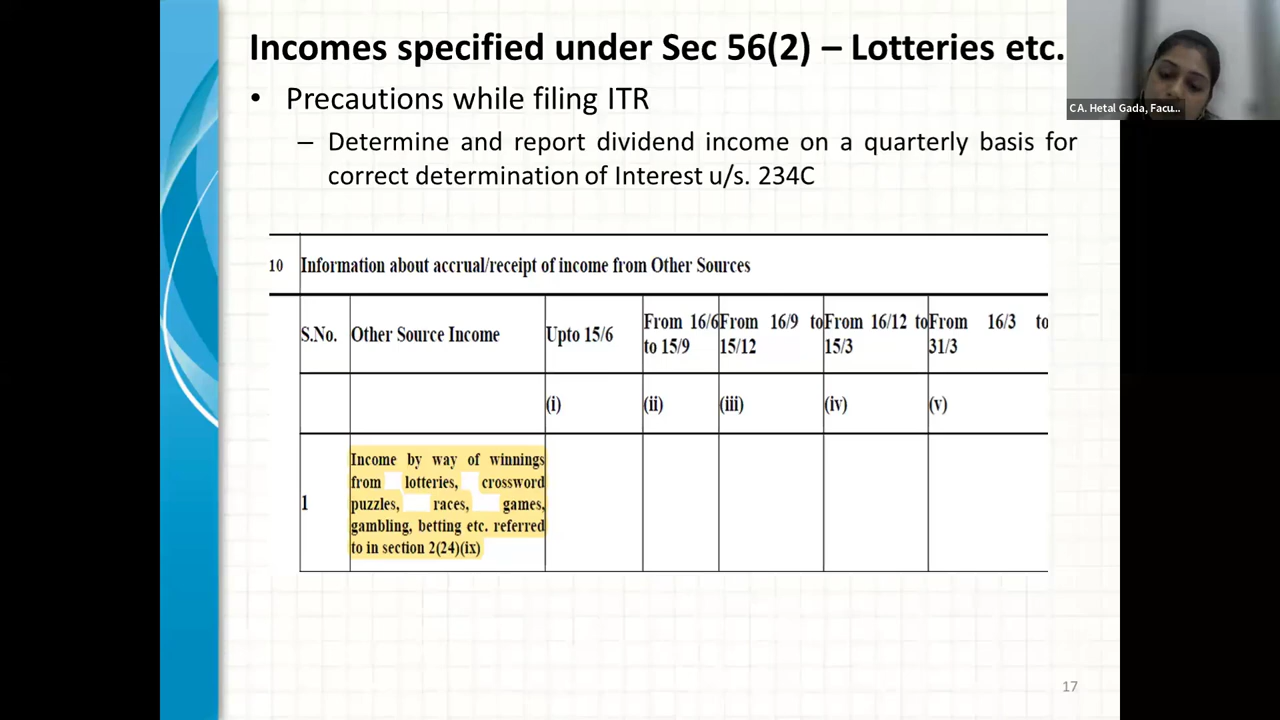 Incomes specified under Sec 56(2) – Lotteries etc.
CA. Hetal Gada, Facu...
• Precautions while filing ITR
– Determine and report dividend income on a quarterly basis for
correct determination of Interest u/s. 234C
10 Information about accrual/receipt of income from Other Sources
S.No. Other Source Income Upto 15/6 From 16/6 to 15/9 From 16/9 to 15/12 From 16/12 to 15/3 From 16/3 to 31/3
(i) (ii) (iii) (iv) (v)
1
Income by way of winnings
from lotteries, crossword
puzzles, races, games,
gambling, betting etc. referred
to in section 2(24)(ix)
17